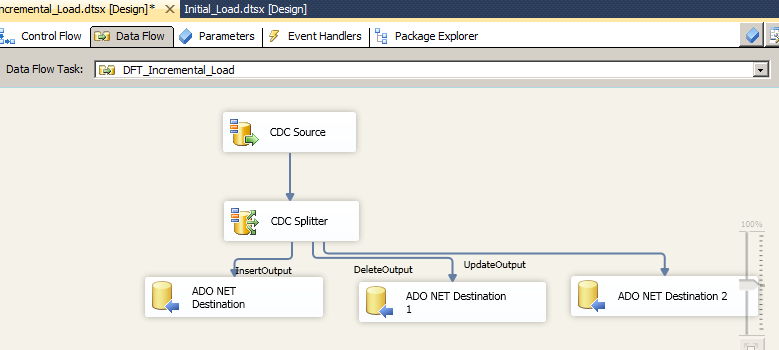 ncremental_Load.dtsx [Design]* × Initial_Load.dtsx [Design]
Control Flow Data Flow Parameters Event Handlers Package Explorer
Data Flow Task: DFT_Incremental_Load
CDC Source
CDC Splitter
100%
InsertOutput DeleteOutput UpdateOutput
ADO NET
Destination
ADO NET Destination
1
ADO NET Destination 2